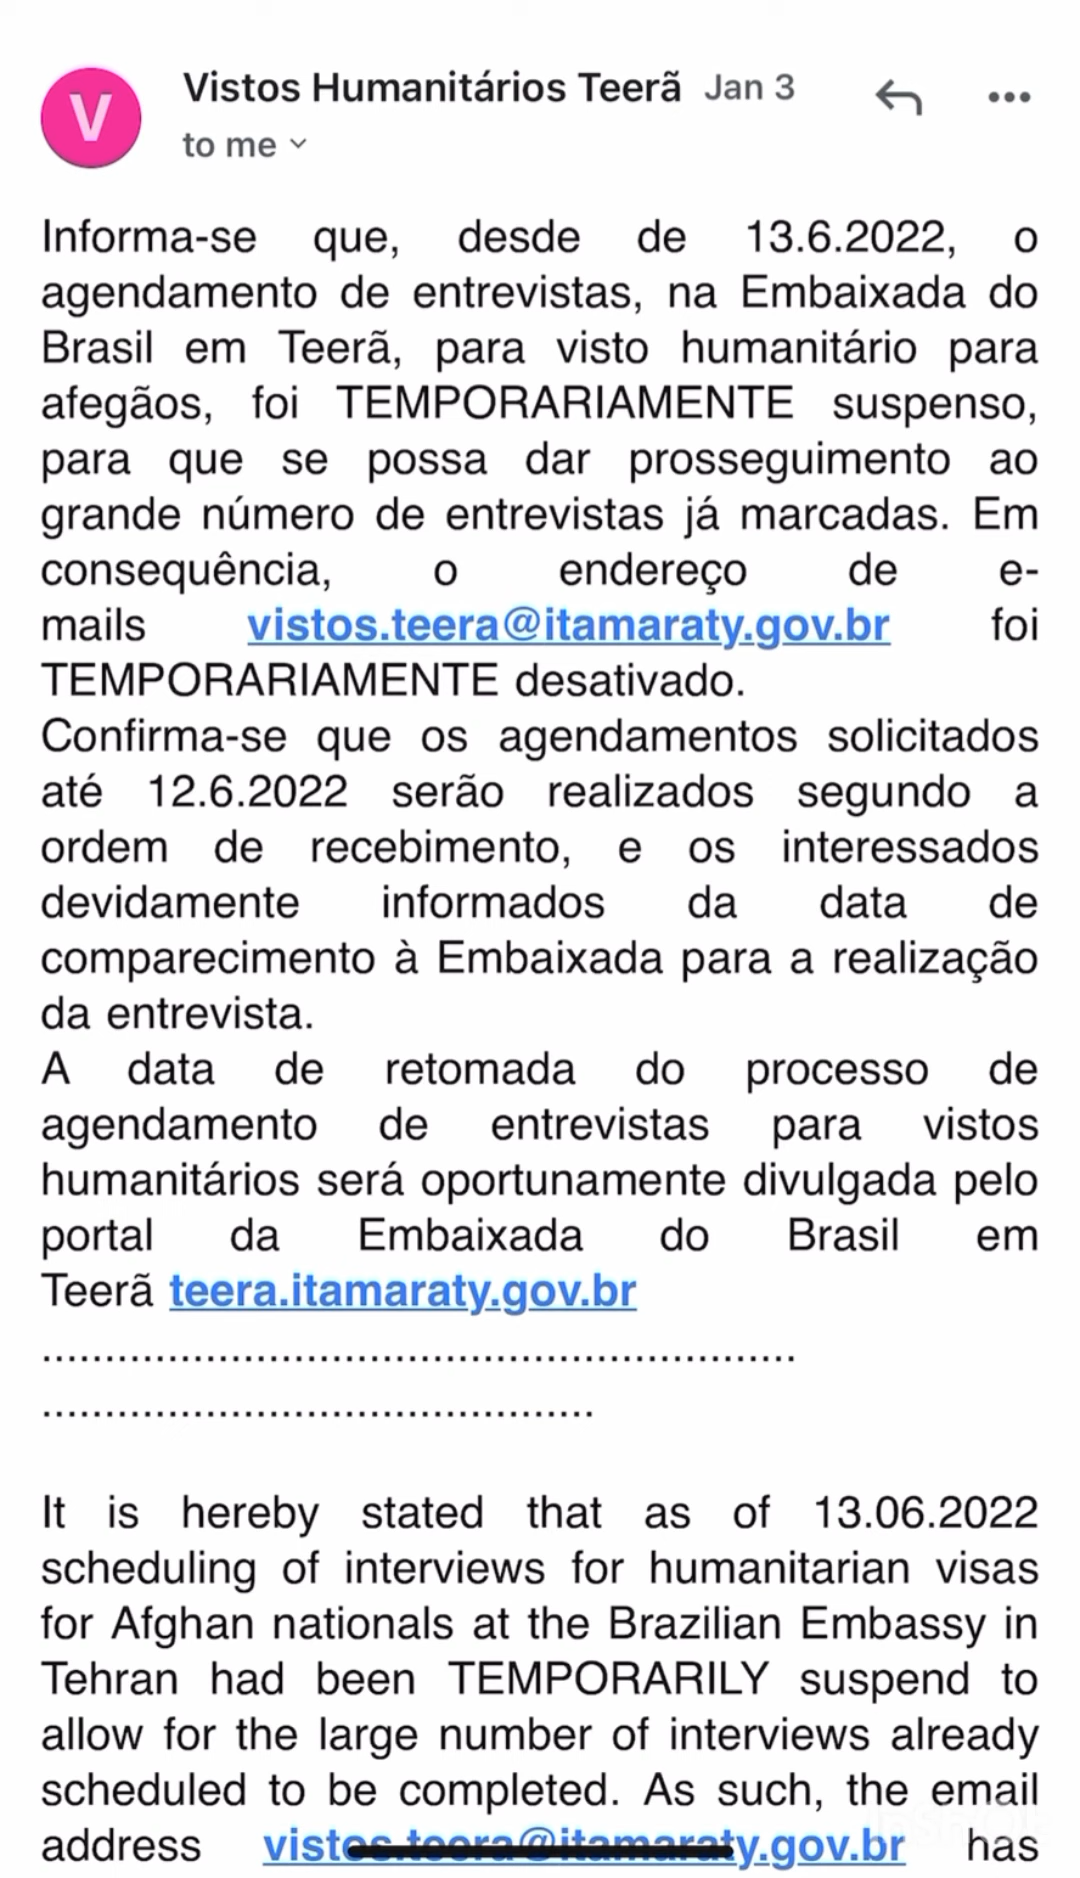 V
Vistos Humanitários Teerã Jan 3
to me
Informa-se que, desde de 13.6.2022, o
agendamento de entrevistas, na Embaixada do
Brasil em Teerã, para visto humanitário para
afegãos, foi TEMPORARIAMENTE suspenso,
para que se possa dar prosseguimento ao
grande número de entrevistas já marcadas. Em
consequência, o endereço de e-
mails vistos.teera@itamaraty.gov.br foi
TEMPORARIAMENTE desativado.
Confirma-se que os agendamentos solicitados
até 12.6.2022 serão realizados segundo a
ordem de recebimento, e os interessados
devidamente informados da data de
comparecimento à Embaixada para a realização
da entrevista.
A data de retomada do processo de
agendamento de entrevistas para vistos
humanitários será oportunamente divulgada pelo
portal da Embaixada do Brasil em
Teerã teera.itamaraty.gov.br
............................................................
............................................
It is hereby stated that as of 13.06.2022
scheduling of interviews for humanitarian visas
for Afghan nationals at the Brazilian Embassy in
Tehran had been TEMPORARILY suspend to
allow for the large number of interviews already
scheduled to be completed. As such, the email
address vistos.teera@itamaraty.gov.br has
InShot